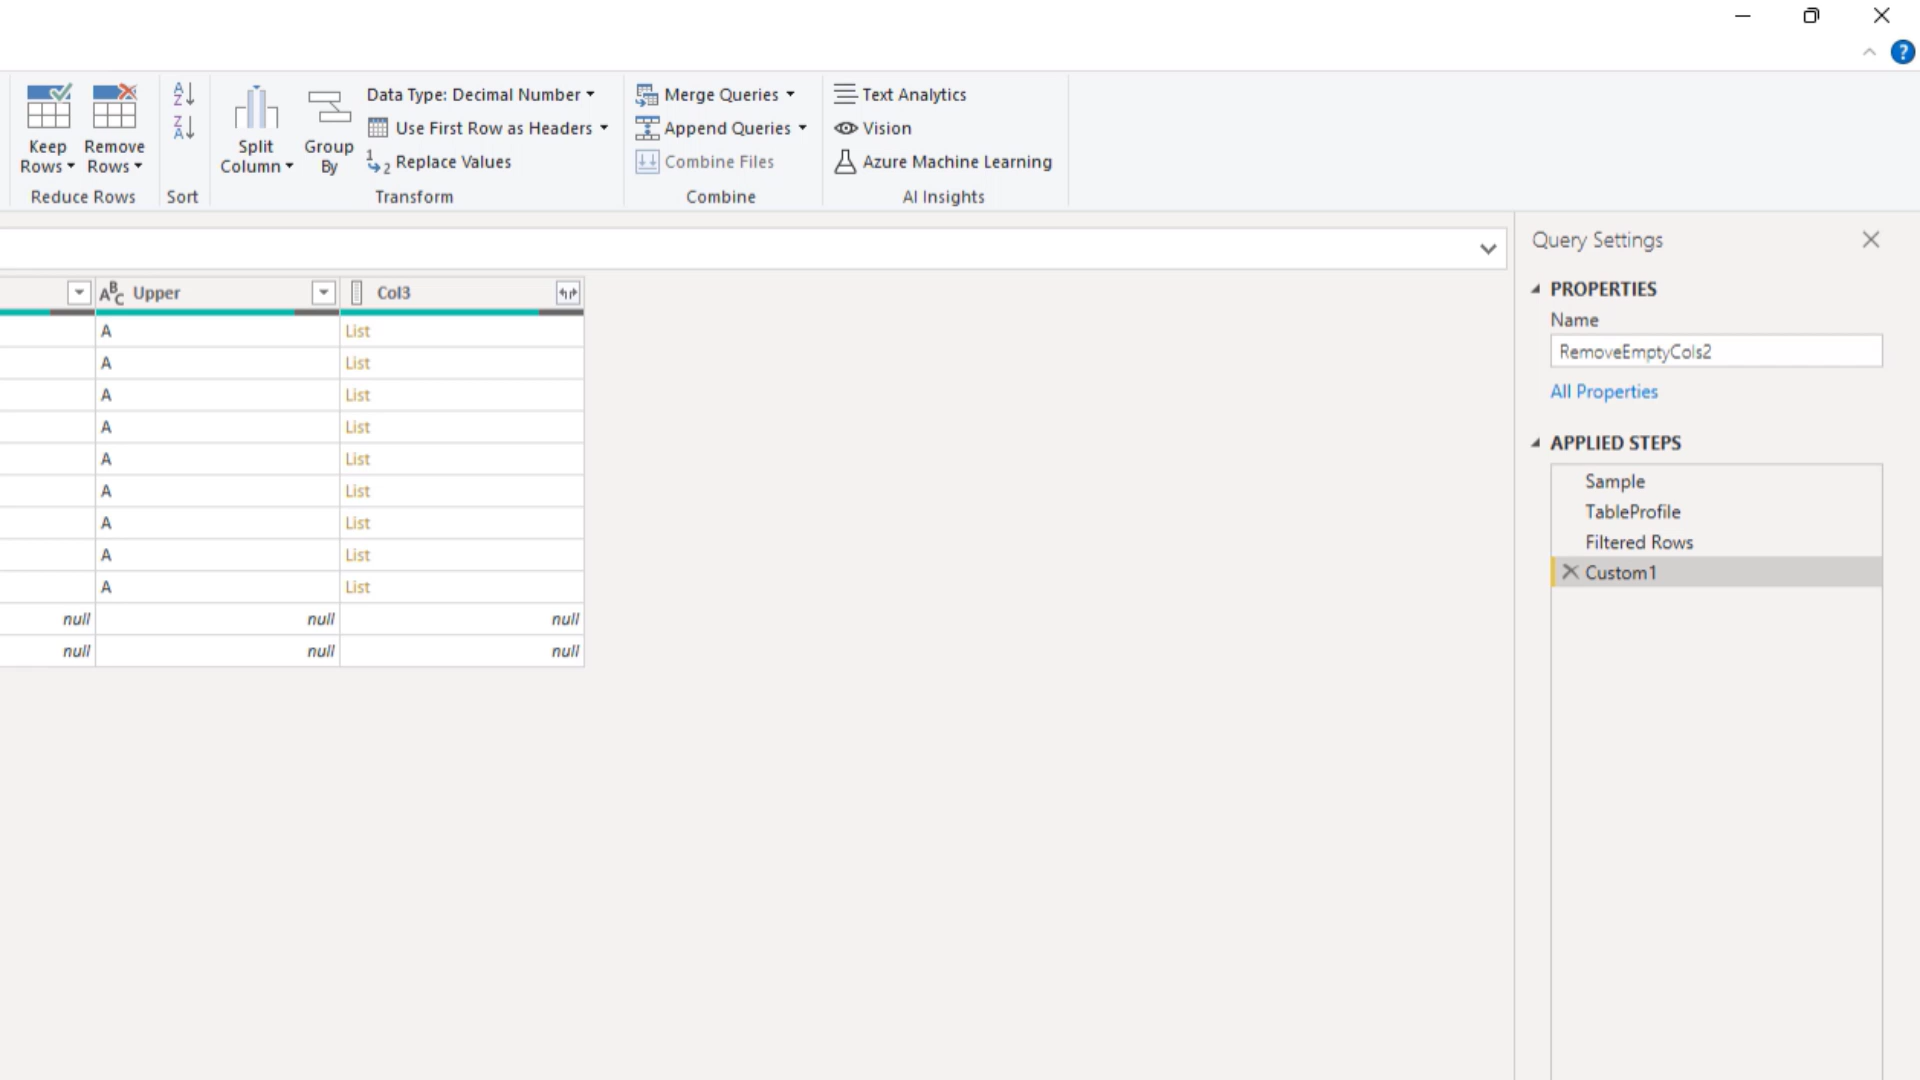 ?
Keep Rows
Remove Rows
Reduce Rows
A
Z
Z
A
Sort
Split Column
Group By
Data Type: Decimal Number
Use First Row as Headers
1 2 Replace Values
Transform
Merge Queries
Append Queries
Combine Files
Combine
Text Analytics
Vision
Azure Machine Learning
AI Insights
ABC Upper Col3
A List
A List
A List
A List
A List
A List
A List
A List
A List
null null null
null null null
Query Settings
PROPERTIES
Name
RemoveEmptyCols2
All Properties
APPLIED STEPS
Sample
TableProfile
Filtered Rows
Custom1